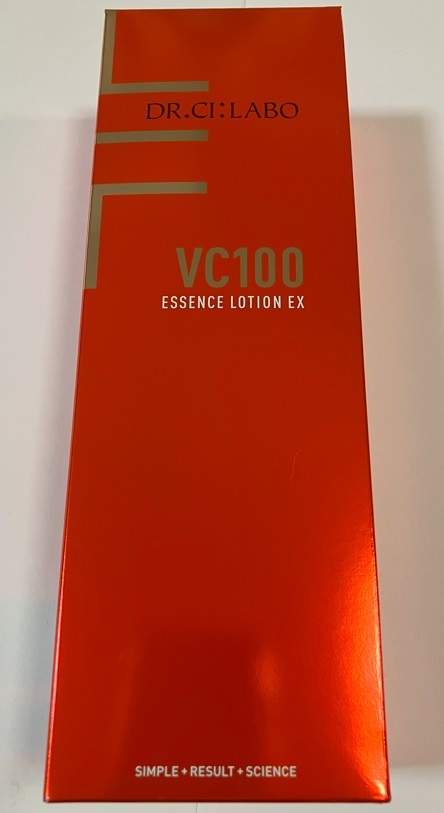 DR.CI:LABO
VC100
ESSENCE LOTION EX
SIMPLE+RESULT+SCIENCE